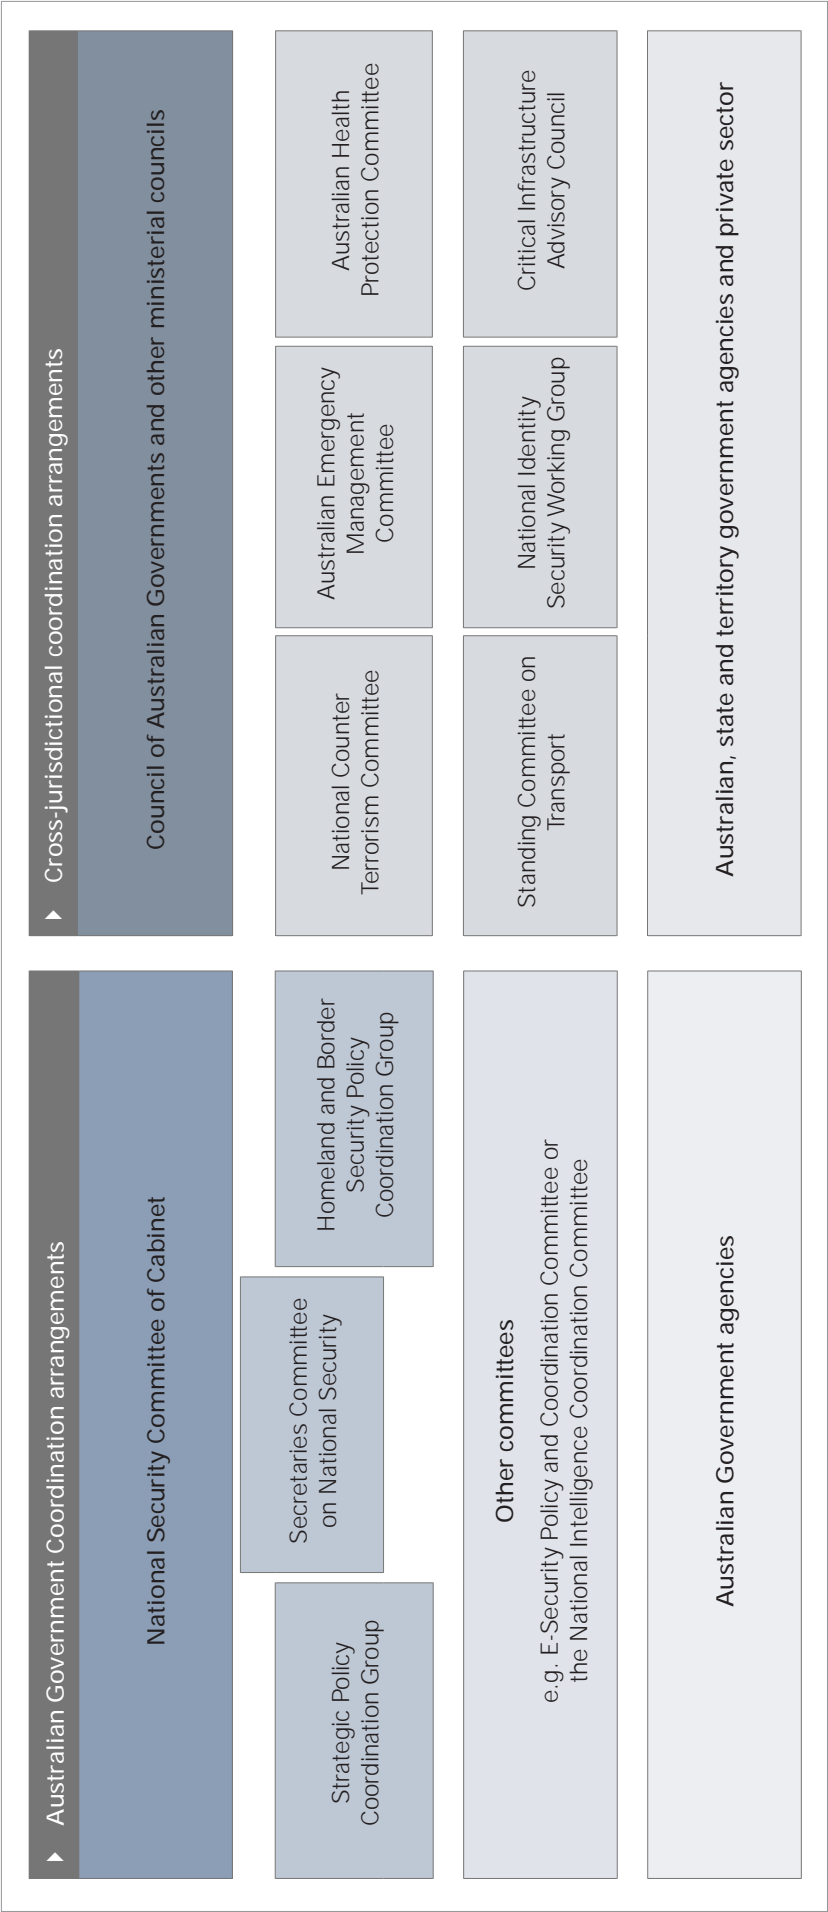 Australian Government Coordination arrangements
National Security Committee of Cabinet
Strategic Policy
Coordination Group
Secretaries Committee
on National Security
Homeland and Border
Security Policy
Coordination Group
Other committees
e.g. E-Security Policy and Coordination Committee or
the National Intelligence Coordination Committee
Australian Government agencies
Cross-jurisdictional coordination arrangements
Council of Australian Governments and other ministerial councils
National Counter
Terrorism Committee
Australian Emergency
Management
Committee
Australian Health
Protection Committee
Standing Committee on
Transport
National Identity
Security Working Group
Critical Infrastructure
Advisory Council
Australian, state and territory government agencies and private sector